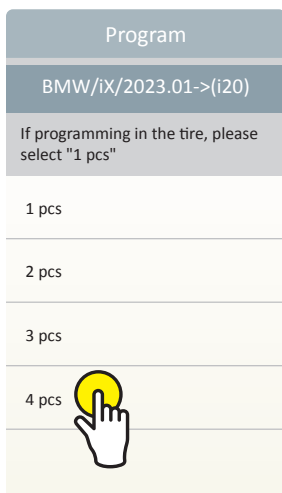 Program
BMW/iX/2023.01->(i20)
If programming in the tire, please
select "1 pcs"
1 pcs
2 pcs
3 pcs
4 pcs